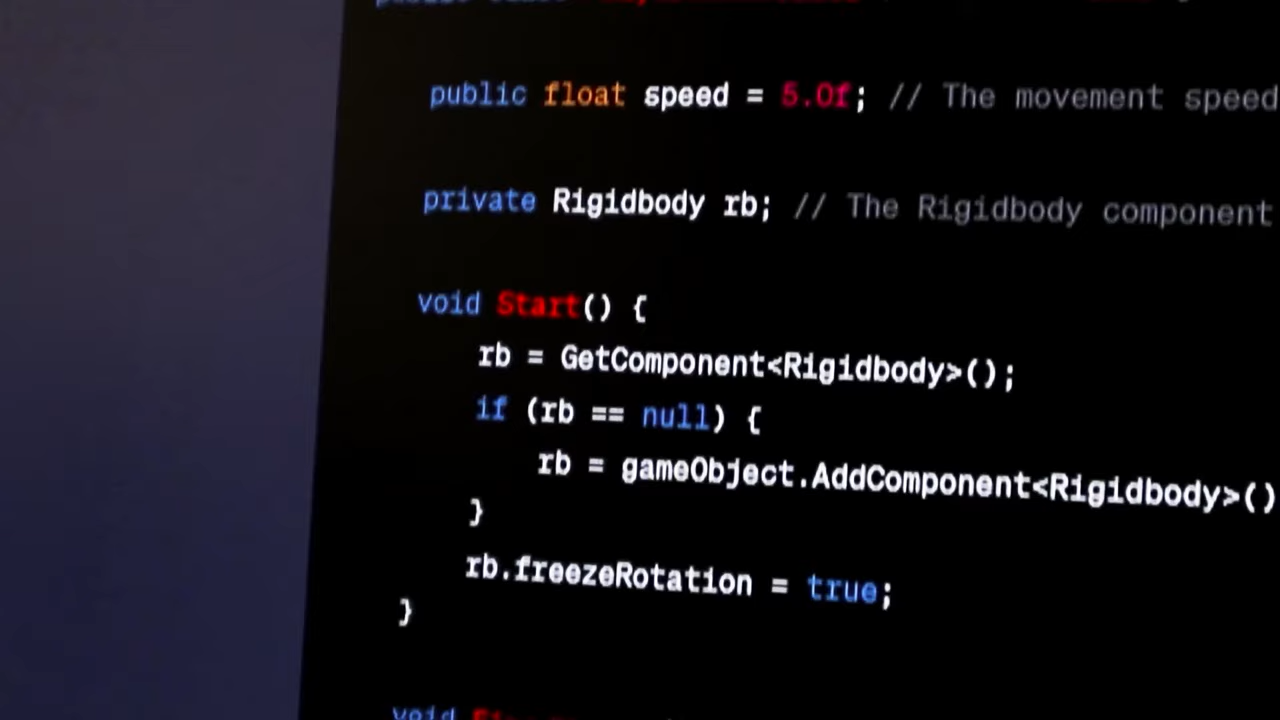 public float speed = 5.0f; // The movement speed
private Rigidbody rb; // The Rigidbody component
void Start() {
rb = GetComponent<Rigidbody>();
if (rb == null) {
rb = gameObject.AddComponent<Rigidbody>()
}
rb.freezeRotation = true;
}
void